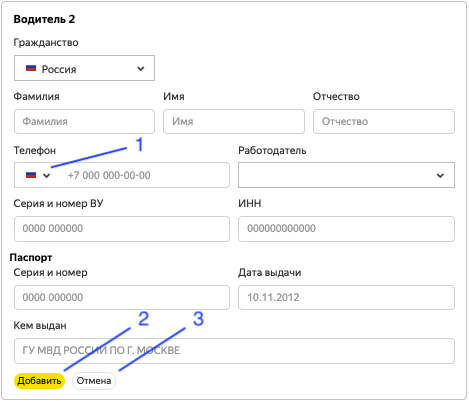 Водитель 2
Гражданство
Россия
Фамилия Имя Отчество
Фамилия Имя Отчество
Телефон 1 Работодатель
+7 000 000-00-00
Серия и номер ВУ ИНН
0000 000000 000000000000
Паспорт
Серия и номер Дата выдачи
0000 000000 10.11.2012
Кем выдан 2 3
ГУ МВД РОССИИ ПО Г. МОСКВЕ
Добавить Отмена